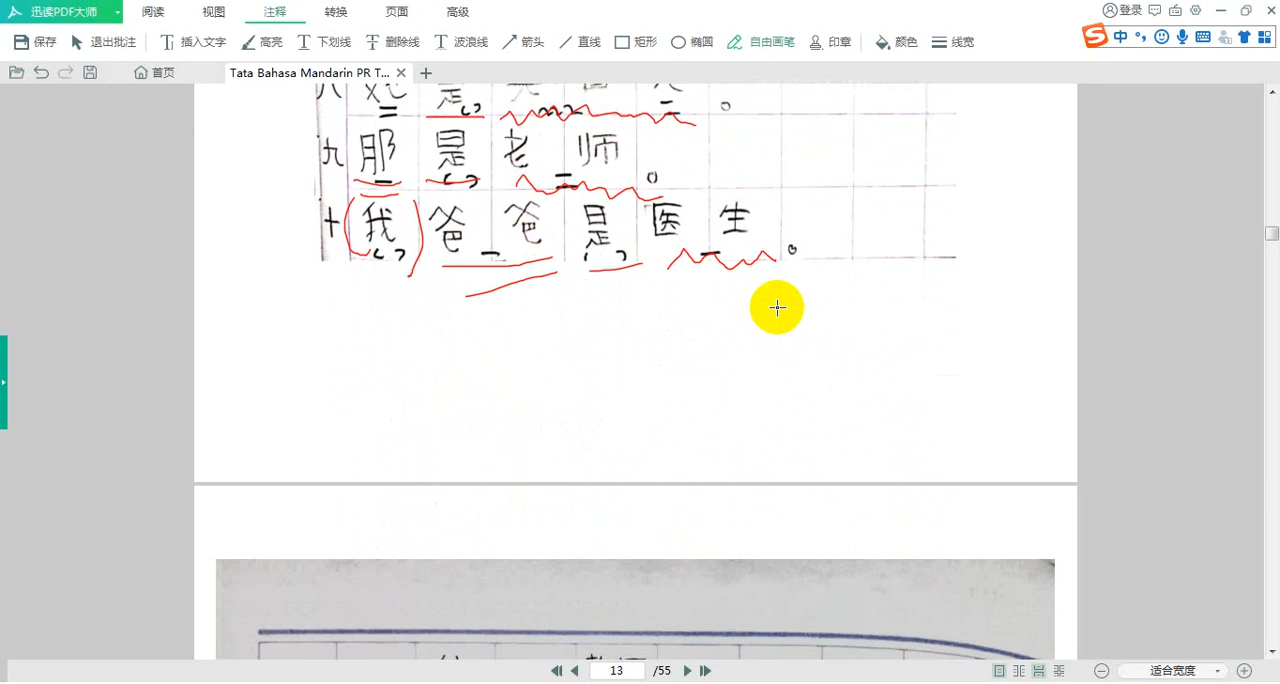 迅读PDF大师 阅读 视图 注释 转换 页面 高级 登录
保存 退出批注 插入文字 高亮 下划线 删除线 波浪线 箭头 直线 矩形 椭圆 自由画笔 印章 颜色 线宽 中
首页 Tata Bahasa Mandarin PR T...
八 她 是
九 那 是 老 师 。
十 (我) 爸 爸 是 医 生 。
13 /55 适合宽度